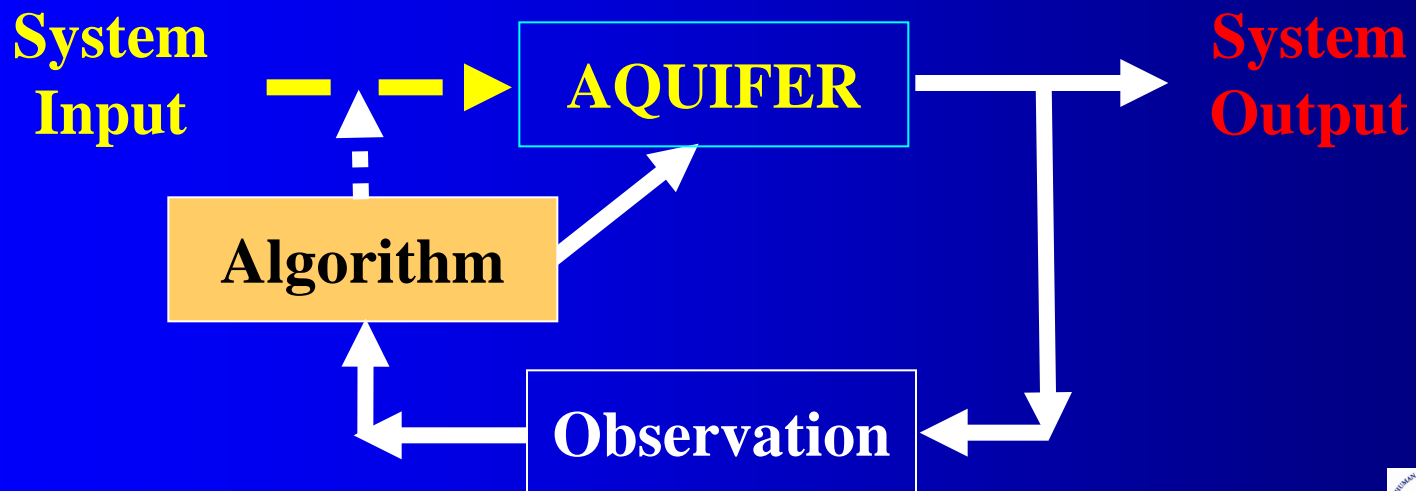 System
Input
AQUIFER
System
Output
Algorithm
Observation